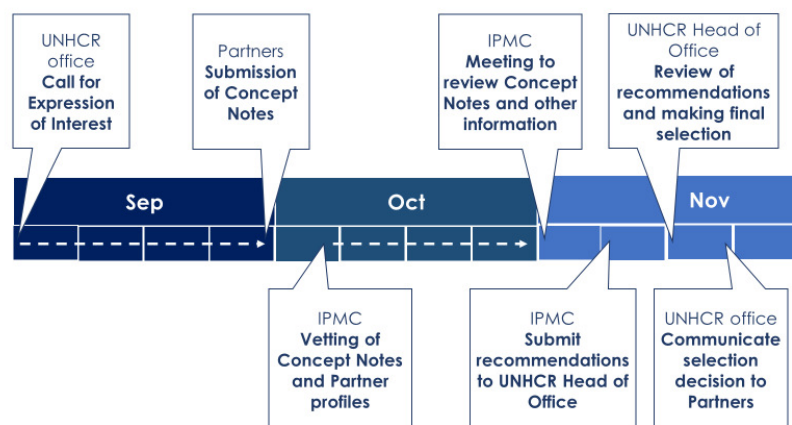 UNHCR
office
Call for
Expression
of Interest
Partners
Submission
of Concept
Notes
IPMC
Meeting to
review Concept
Notes and other
information
UNHCR Head of
Office
Review of
recommendations
and making final
selection
Sep
Oct
Nov
IPMC
Vetting of
Concept Notes
and Partner
profiles
IPMC
Submit
recommendations
to UNHCR Head of
Office
UNHCR office
Communicate
selection
decision to
Partners